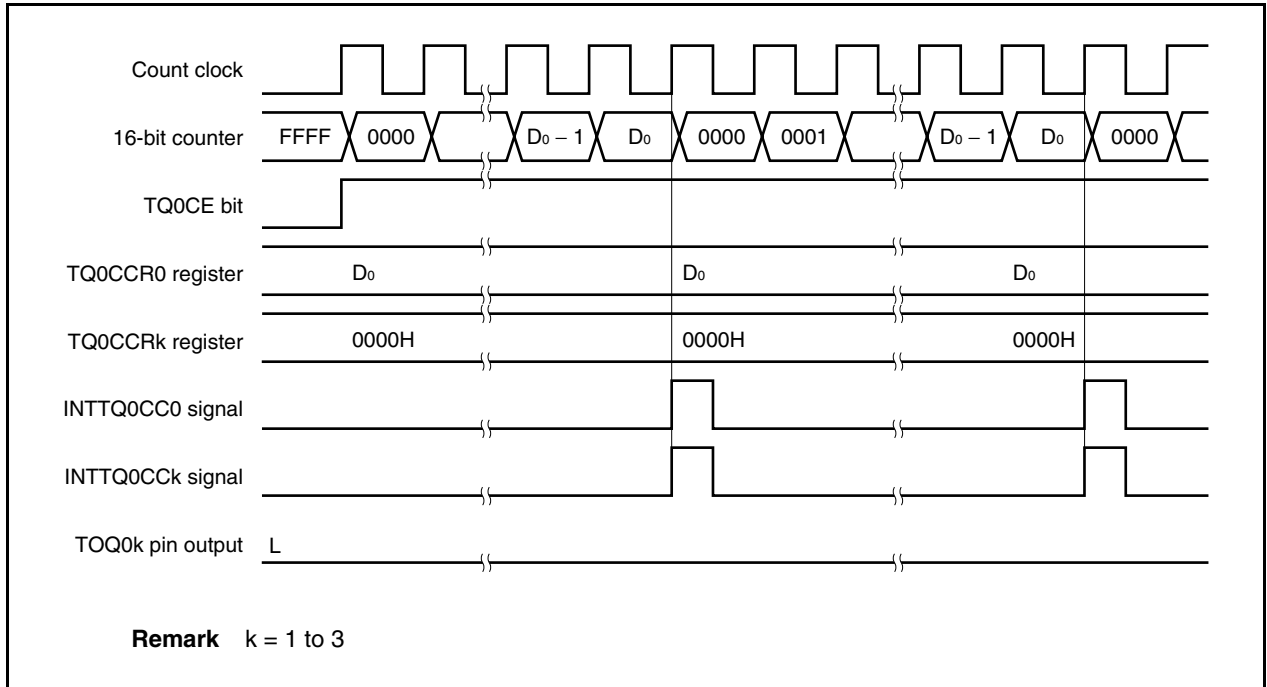 Count clock
16-bit counter FFFF 0000 D0 − 1 D0 0000 0001 D0 − 1 D0 0000
TQ0CE bit
TQ0CCR0 register D0 D0 D0
TQ0CCRk register 0000H 0000H 0000H
INTTQ0CC0 signal
INTTQ0CCk signal
TOQ0k pin output L
Remark k = 1 to 3